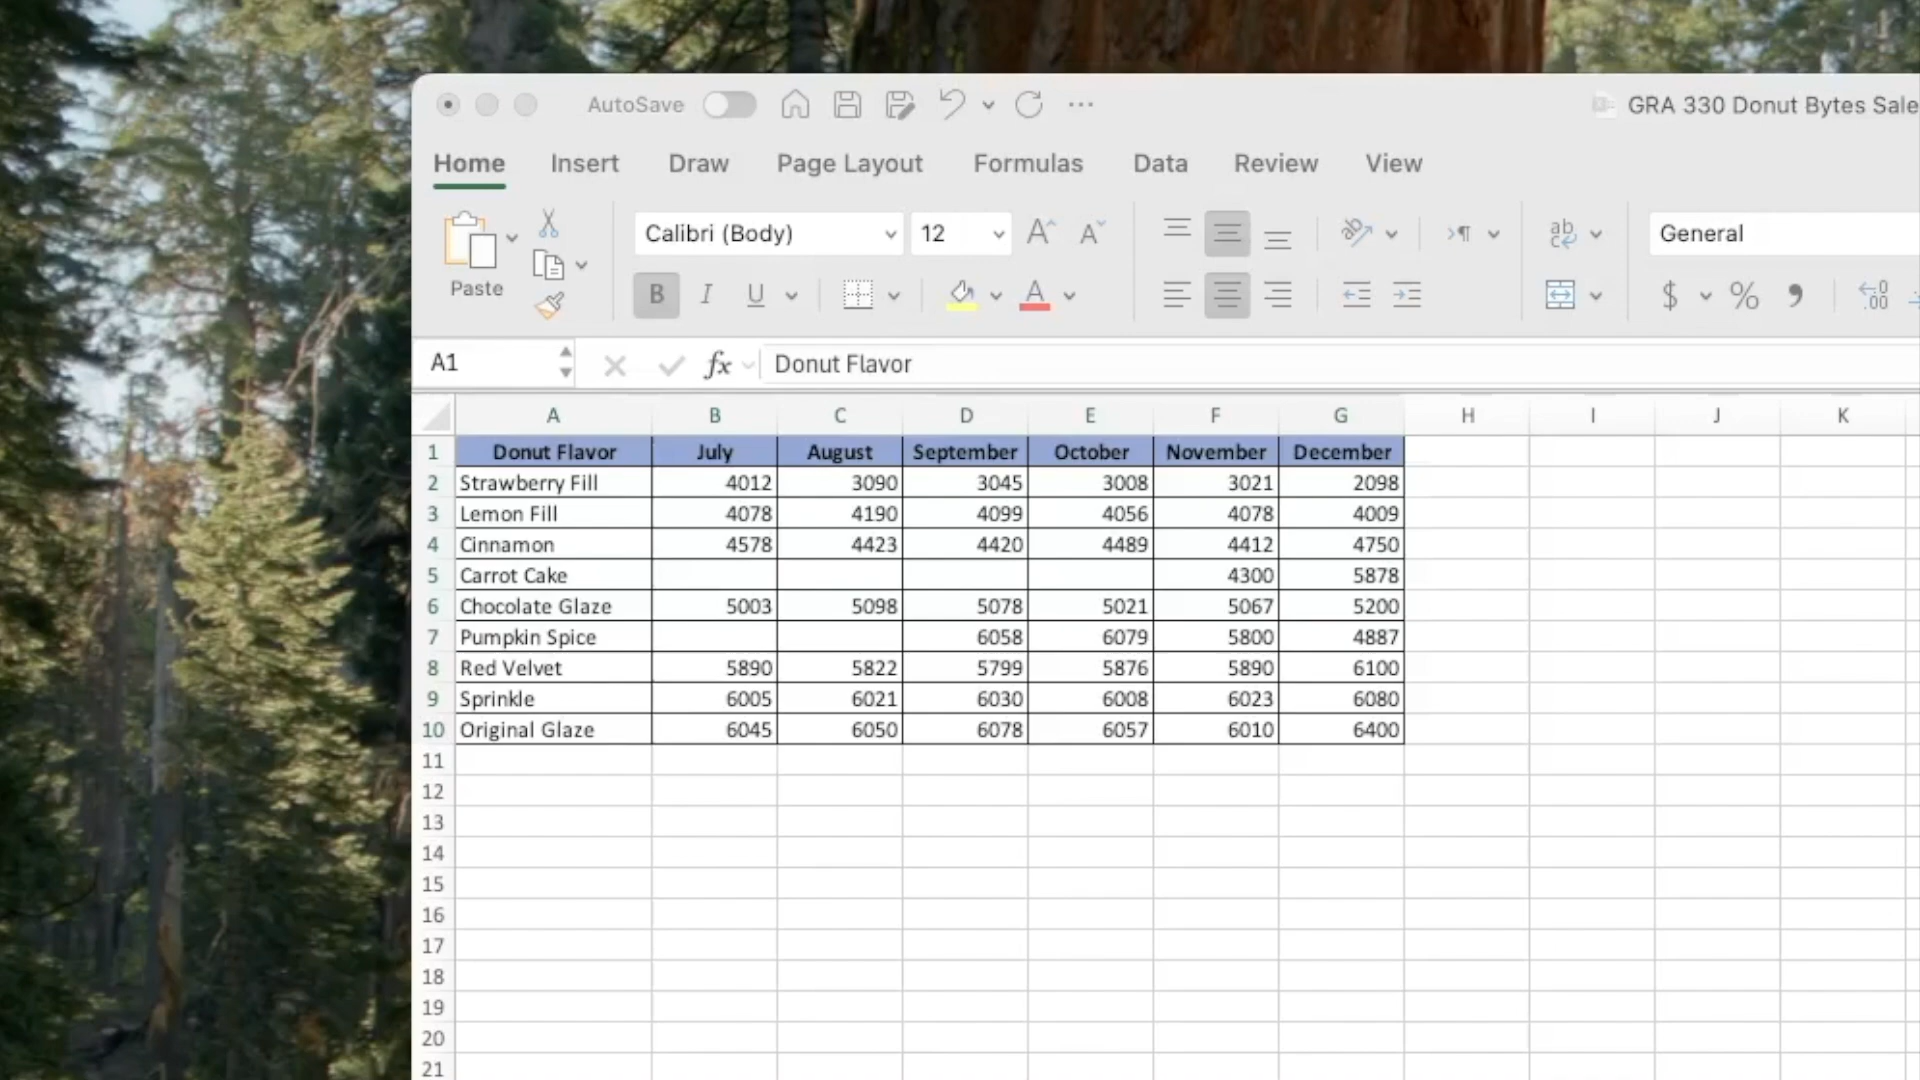 AutoSave
GRA 330 Donut Bytes Sale
Home Insert Draw Page Layout Formulas Data Review View
Paste
Calibri (Body) 12
General
B I U A $ %
A1 fx Donut Flavor
A B C D E F G H I J K
1 Donut Flavor July August September October November December
2 Strawberry Fill 4012 3090 3045 3008 3021 2098
3 Lemon Fill 4078 4190 4099 4056 4078 4009
4 Cinnamon 4578 4423 4420 4489 4412 4750
5 Carrot Cake 4300 5878
6 Chocolate Glaze 5003 5098 5078 5021 5067 5200
7 Pumpkin Spice 6058 6079 5800 4887
8 Red Velvet 5890 5822 5799 5876 5890 6100
9 Sprinkle 6005 6021 6030 6008 6023 6080
10 Original Glaze 6045 6050 6078 6057 6010 6400
11
12
13
14
15
16
17
18
19
20
21